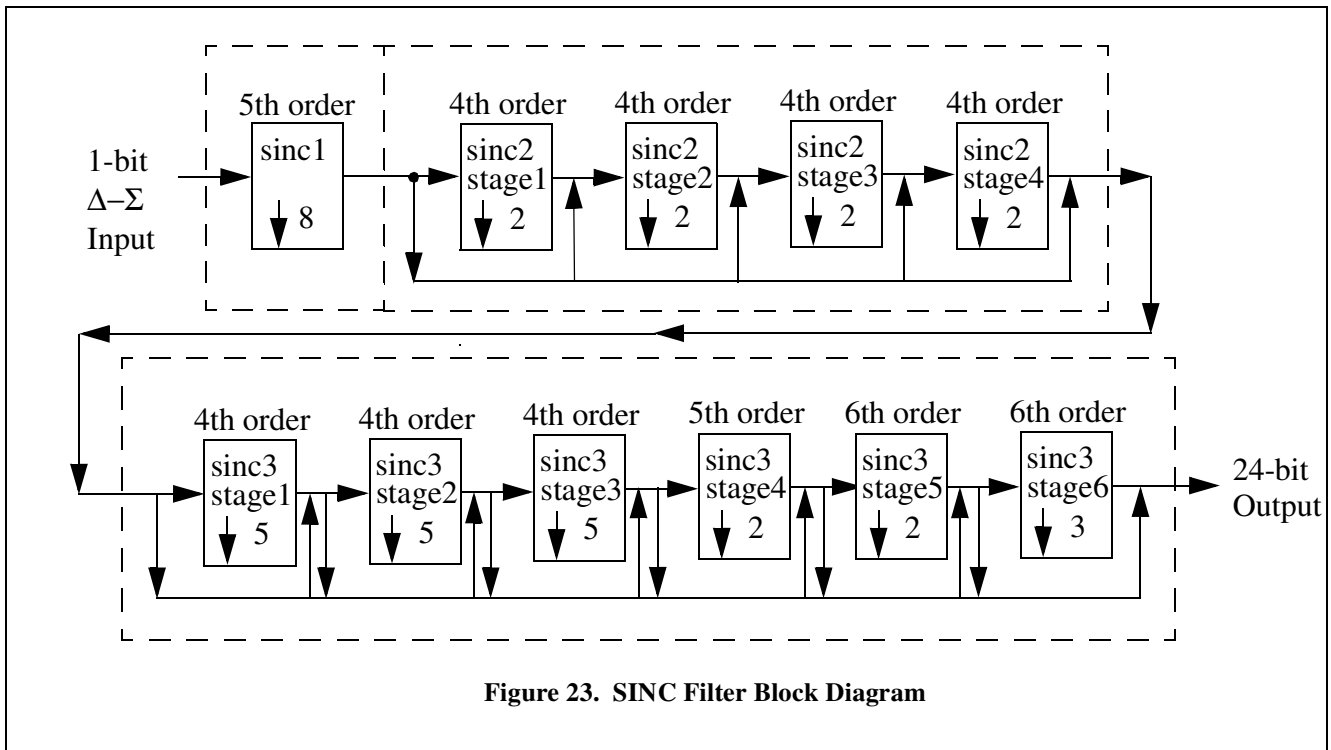 5th order
4th order
4th order
4th order
4th order
1-bit
Δ–Σ
Input
sinc1
8
sinc2
stage1
2
sinc2
stage2
2
sinc2
stage3
2
sinc2
stage4
2
4th order
4th order
4th order
5th order
6th order
6th order
sinc3
stage1
5
sinc3
stage2
5
sinc3
stage3
5
sinc3
stage4
2
sinc3
stage5
2
sinc3
stage6
3
24-bit
Output
Figure 23. SINC Filter Block Diagram